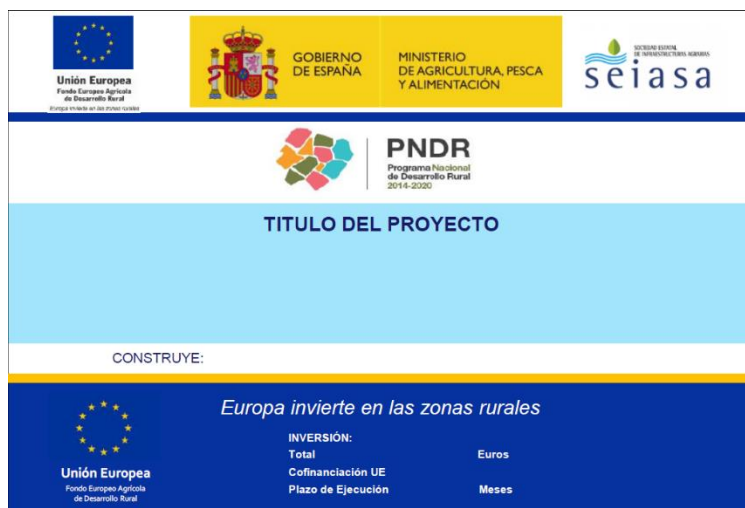 Unión Europea
Fondo Europeo Agrícola
de Desarrollo Rural
Europa invierte en las zonas rurales
GOBIERNO
DE ESPAÑA
MINISTERIO
DE AGRICULTURA, PESCA
Y ALIMENTACIÓN
SOCIEDAD ESTATAL
DE INFRAESTRUCTURAS AGRARIAS
seiasa
PNDR
Programa Nacional
de Desarrollo Rural
2014-2020
TITULO DEL PROYECTO
CONSTRUYE:
Unión Europea
Fondo Europeo Agrícola
de Desarrollo Rural
Europa invierte en las zonas rurales
INVERSIÓN:
Total Euros
Cofinanciación UE
Plazo de Ejecución Meses